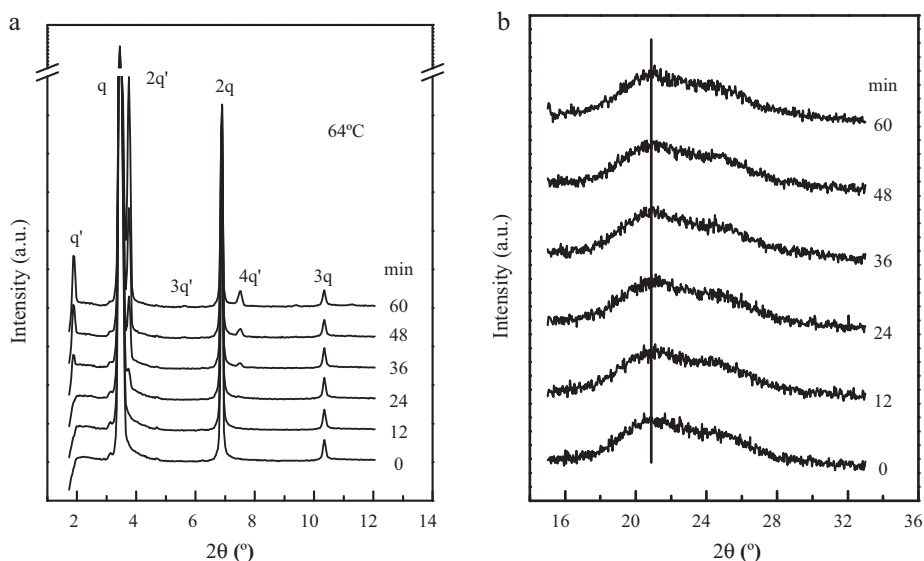 a
b
q
2q'
2q
64ºC
q'
3q'
4q'
3q
min
60
48
36
24
12
0
Intensity (a.u.)
2 4 6 8 10 12 14
2θ (º)
min
60
48
36
24
12
0
Intensity (a.u.)
16 20 24 28 32 36
2θ (º)